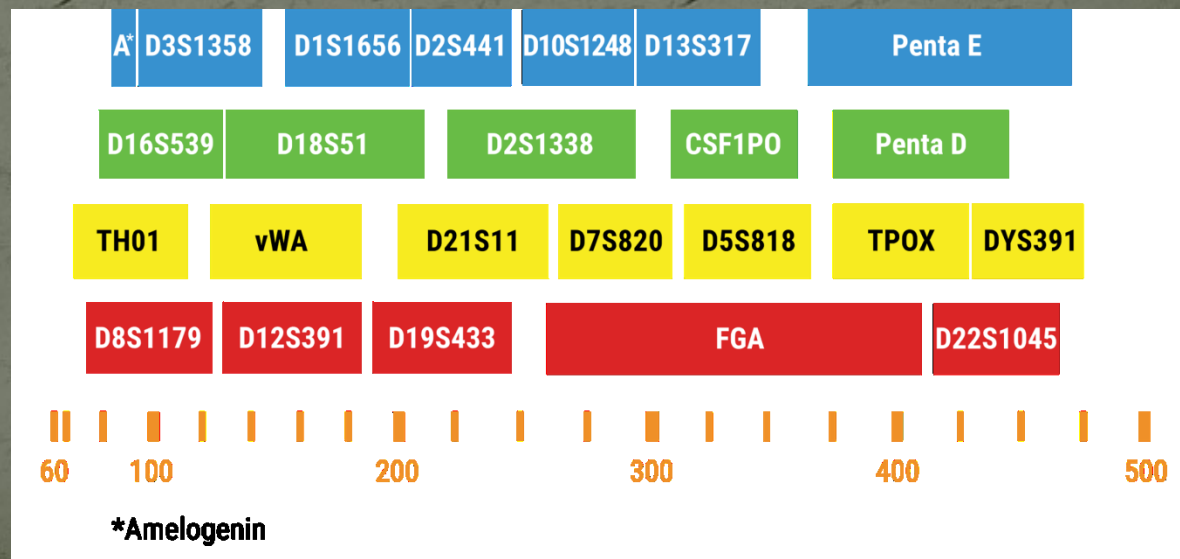 A* D3S1358 D1S1656 D2S441 D10S1248 D13S317 Penta E
D16S539 D18S51 D2S1338 CSF1PO Penta D
TH01 vWA D21S11 D7S820 D5S818 TPOX DYS391
D8S1179 D12S391 D19S433 FGA D22S1045
60 100 200 300 400 500
*Amelogenin